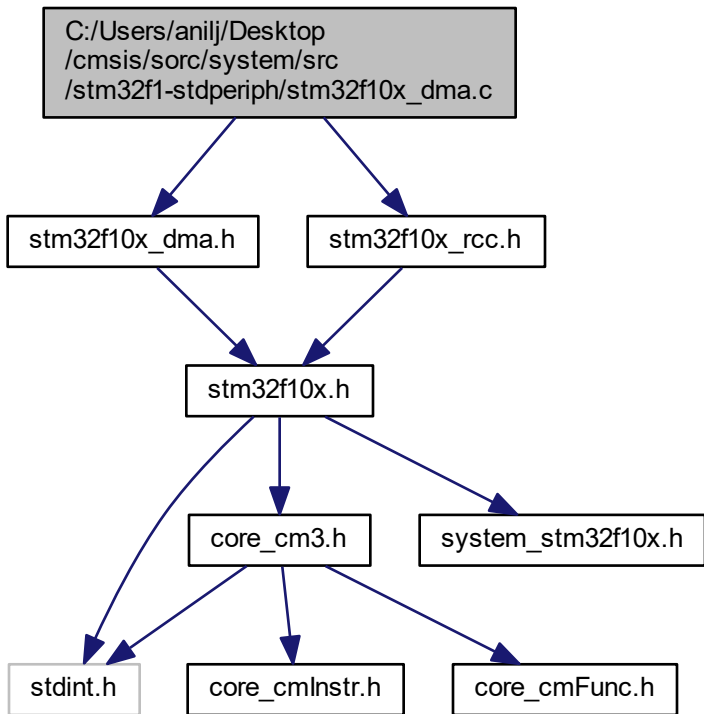 C:/Users/anilj/Desktop
/cmsis/sorc/system/src
/stm32f1-stdperiph/stm32f10x_dma.c
stm32f10x_dma.h
stm32f10x_rcc.h
stm32f10x.h
core_cm3.h
system_stm32f10x.h
stdint.h
core_cmInstr.h
core_cmFunc.h